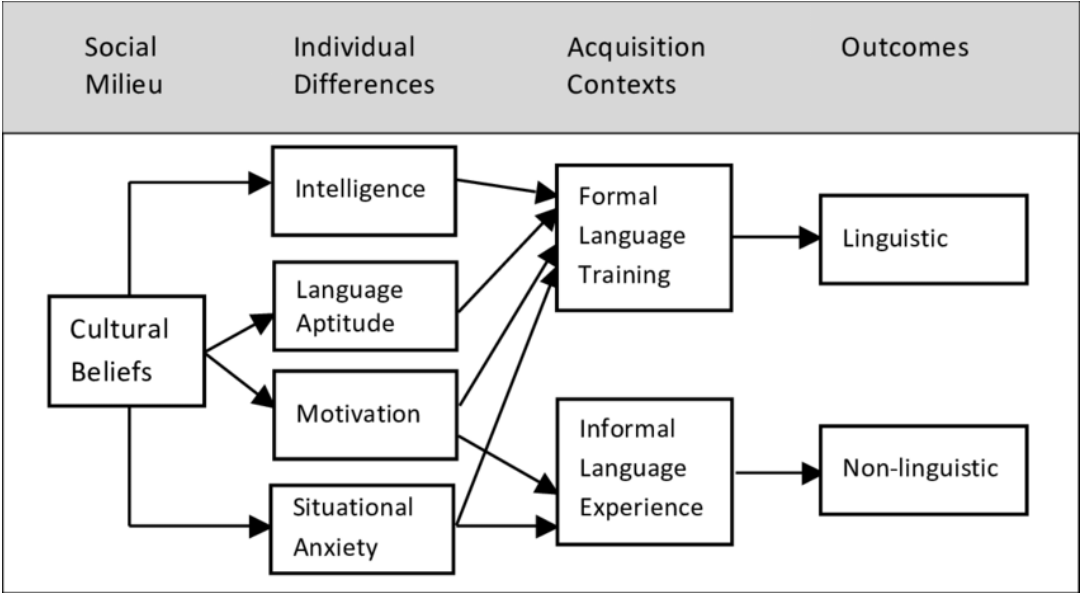 Social
Milieu
Individual
Differences
Acquisition
Contexts
Outcomes
Cultural
Beliefs
Intelligence
Language
Aptitude
Motivation
Situational
Anxiety
Formal
Language
Training
Informal
Language
Experience
Linguistic
Non-linguistic